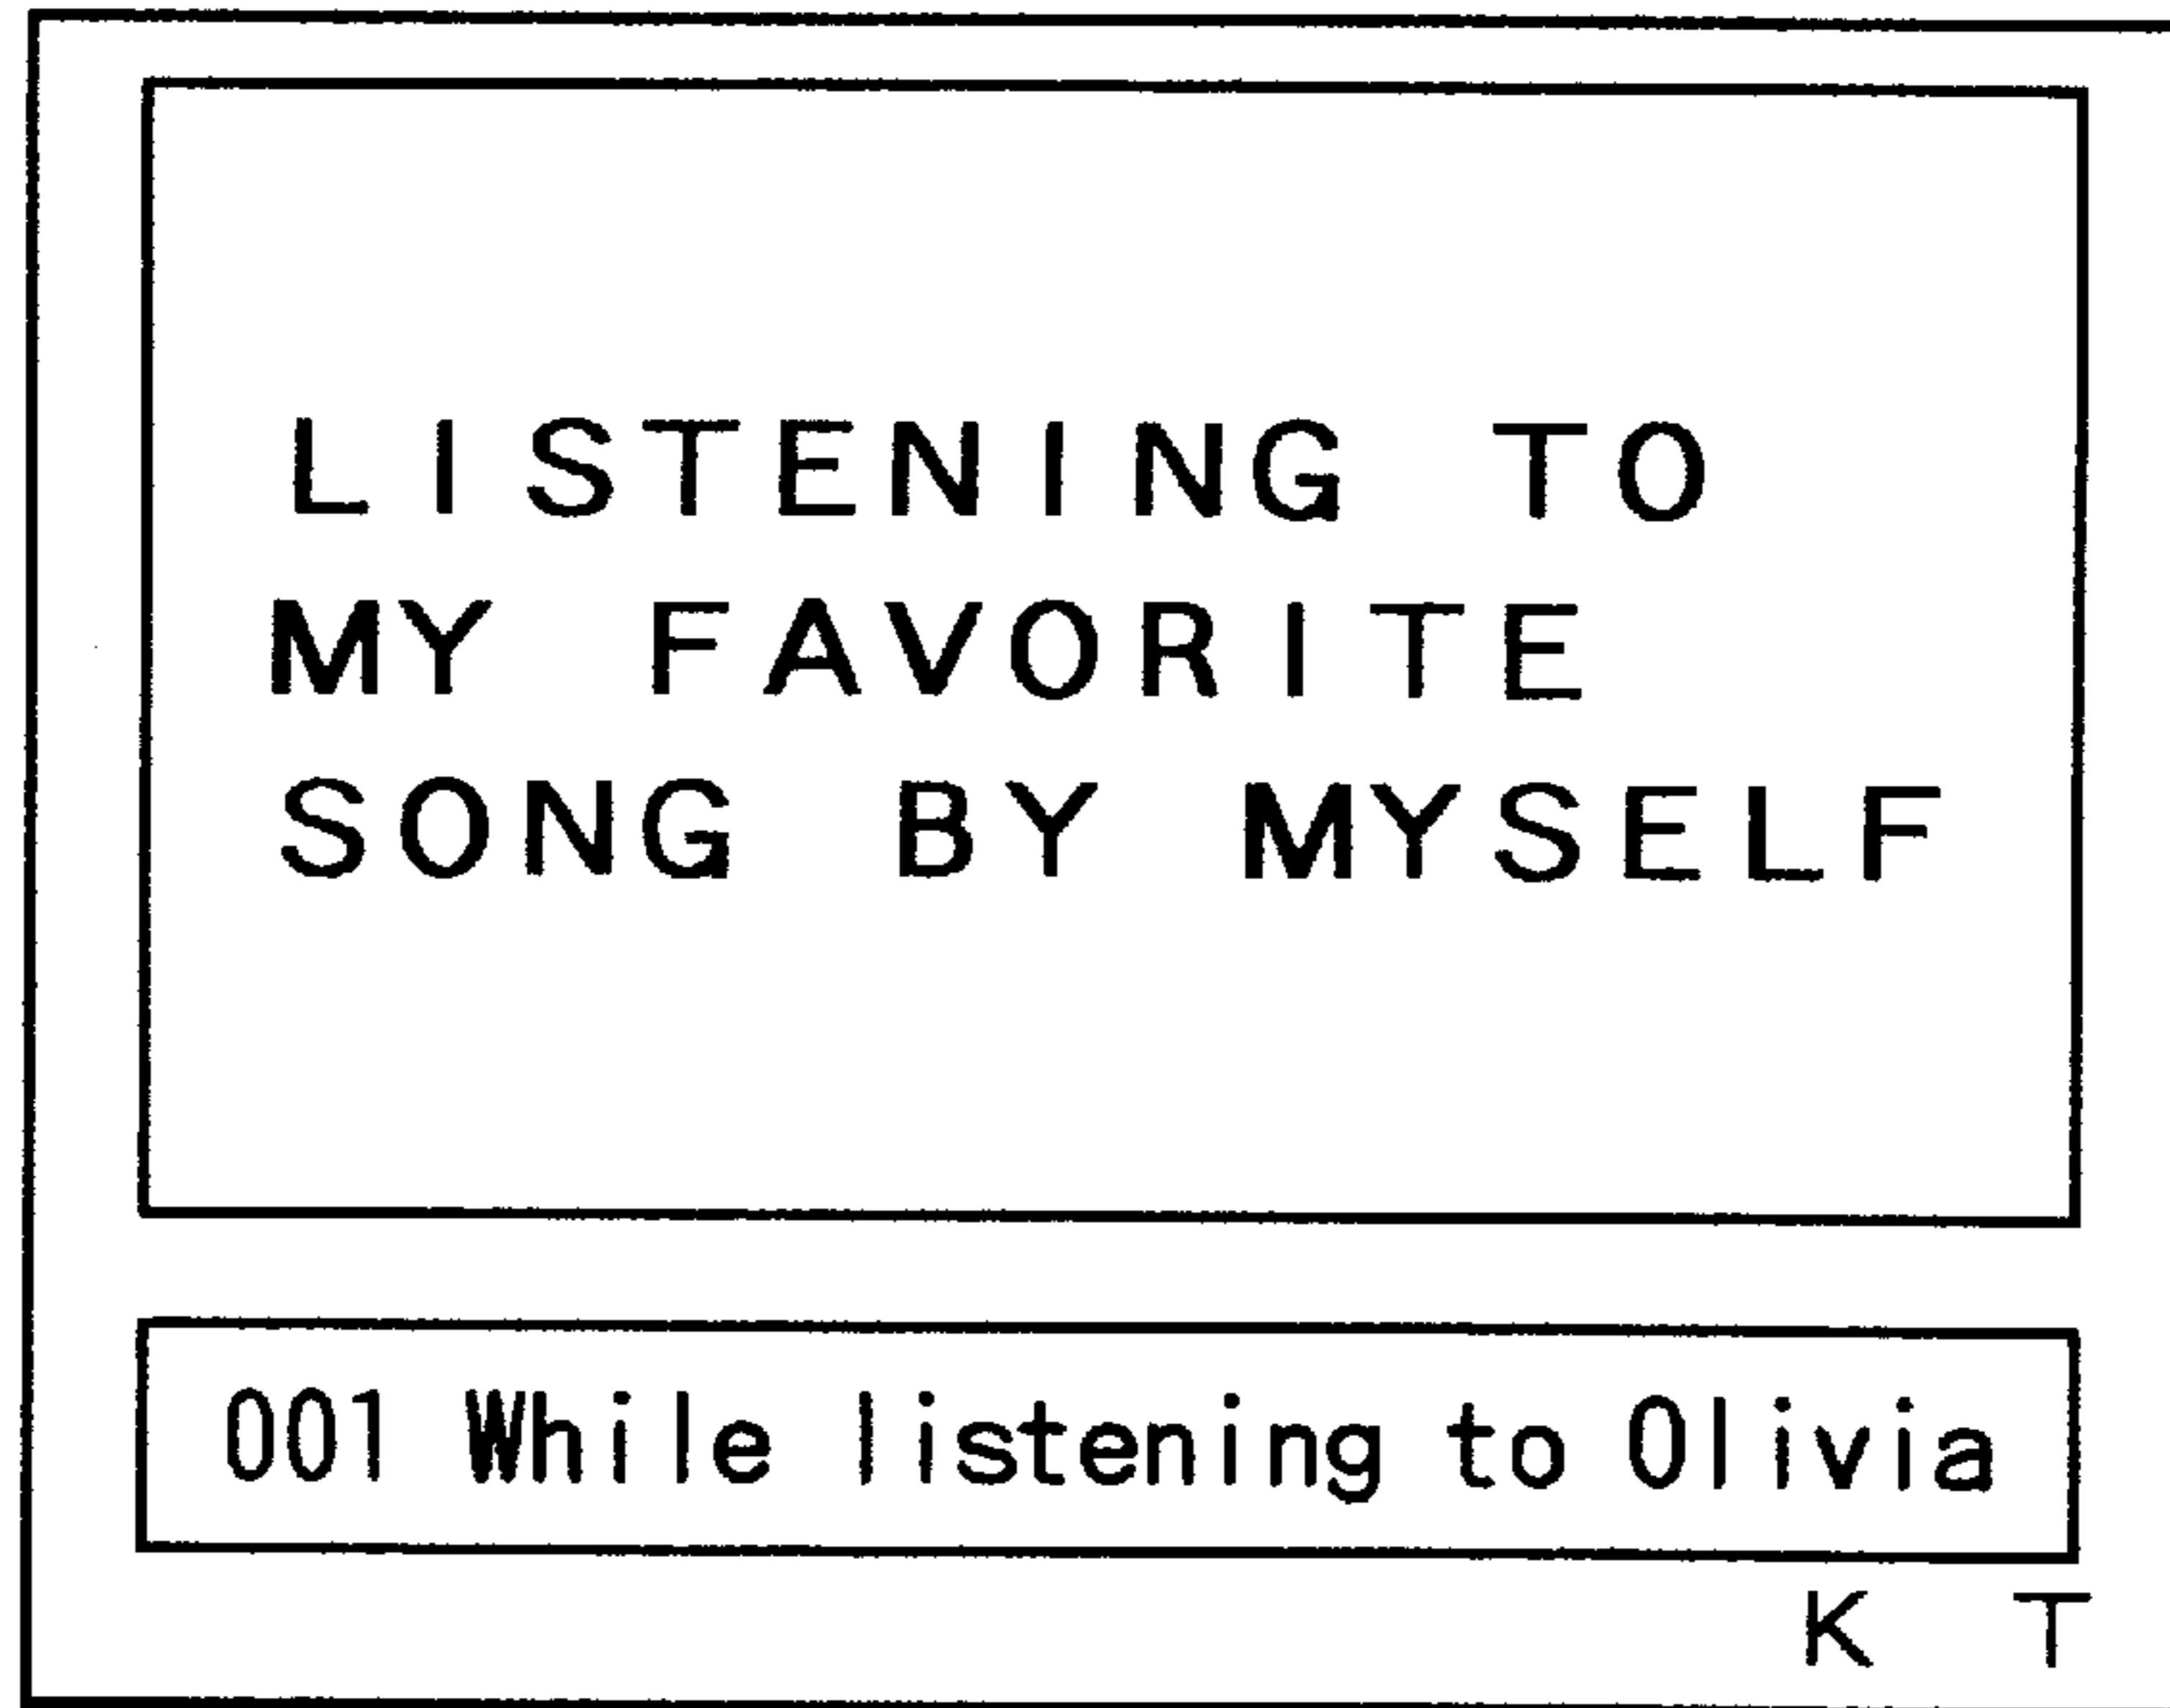 LISTENING TO
MY FAVORITE
SONG BY MYSELF
001 While listening to Olivia
K T